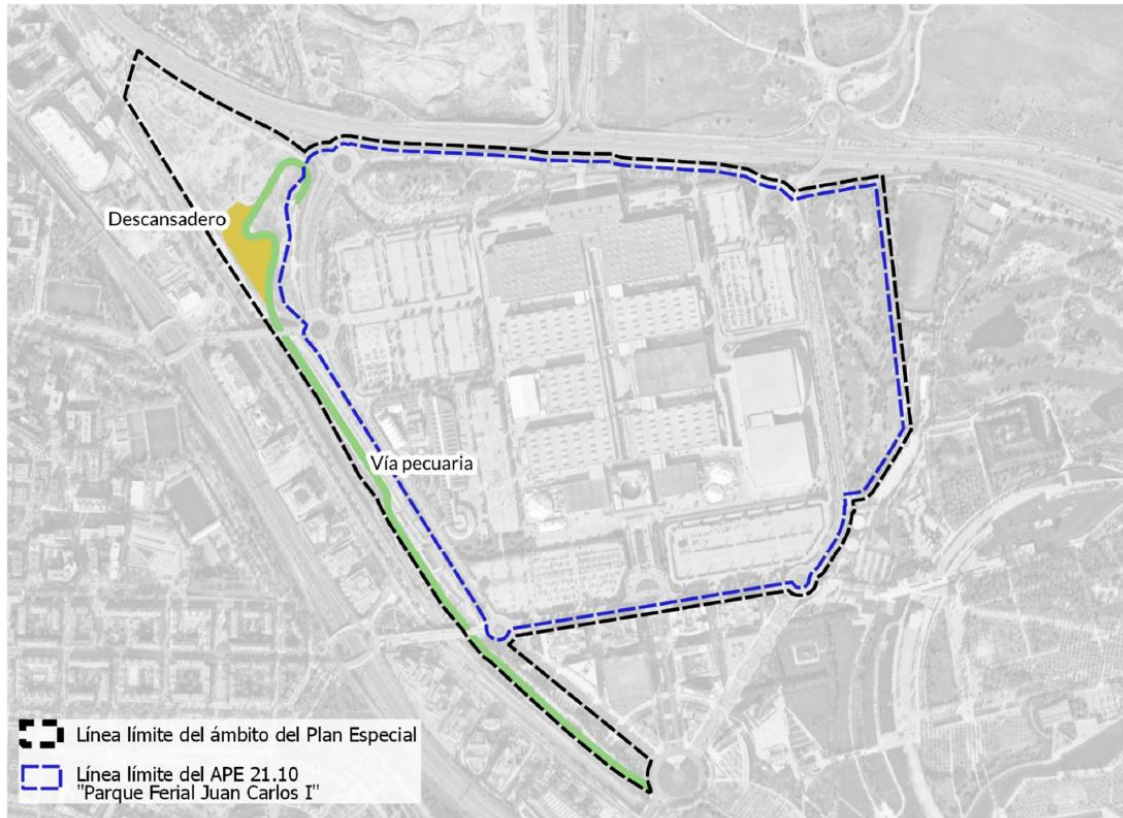 Descansadero
Vía pecuaria
Línea límite del ámbito del Plan Especial
Línea límite del APE 21.10
"Parque Ferial Juan Carlos I"